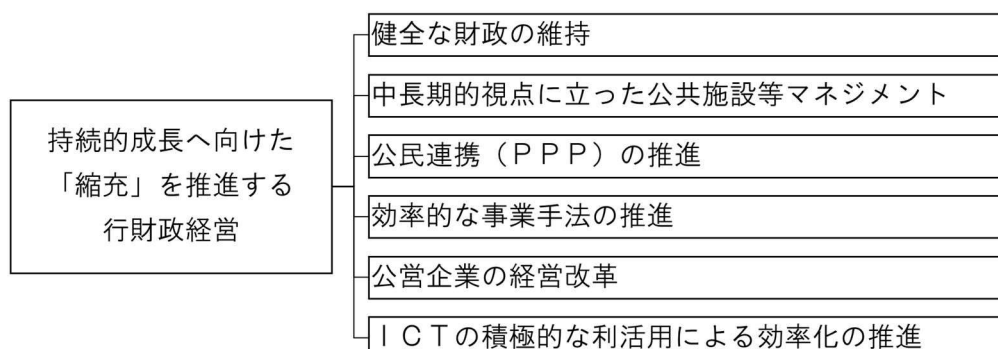 持続的成長へ向けた
「縮充」を推進する
行財政経営
健全な財政の維持
中長期的視点に立った公共施設等マネジメント
公民連携（ＰＰＰ）の推進
効率的な事業手法の推進
公営企業の経営改革
ＩＣＴの積極的な利活用による効率化の推進